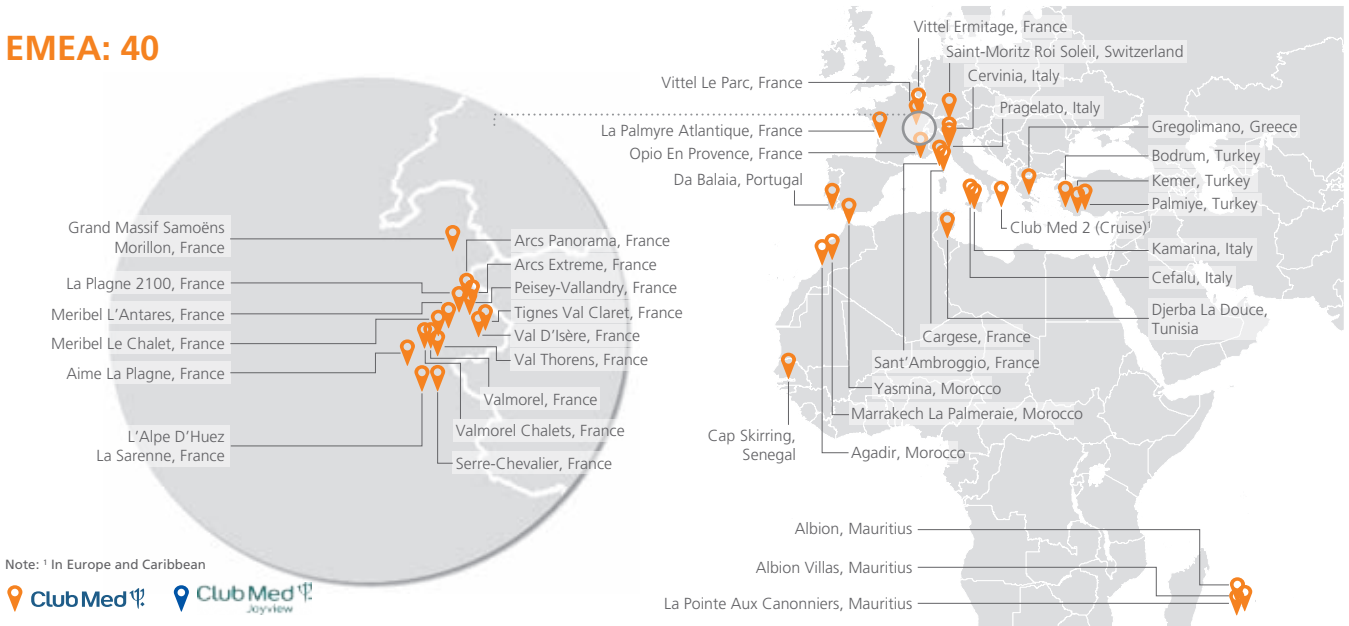 EMEA: 40
Grand Massif Samoëns
Morillon, France
La Plagne 2100, France
Meribel L’Antares, France
Meribel Le Chalet, France
Aime La Plagne, France
L’Alpe D’Huez
La Sarenne, France
Arcs Panorama, France
Arcs Extreme, France
Peisey-Vallandry, France
Tignes Val Claret, France
Val D’Isère, France
Val Thorens, France
Valmorel, France
Valmorel Chalets, France
Serre-Chevalier, France
Vittel Ermitage, France
Saint-Moritz Roi Soleil, Switzerland
Cervinia, Italy
Pragelato, Italy
Vittel Le Parc, France
La Palmyre Atlantique, France
Opio En Provence, France
Da Balaia, Portugal
Gregolimano, Greece
Bodrum, Turkey
Kemer, Turkey
Palmiye, Turkey
Club Med 2 (Cruise)¹
Kamarina, Italy
Cefalu, Italy
Djerba La Douce,
Tunisia
Cargese, France
Sant’Ambroggio, France
Yasmina, Morocco
Marrakech La Palmeraie, Morocco
Agadir, Morocco
Cap Skirring,
Senegal
Albion, Mauritius
Albion Villas, Mauritius
La Pointe Aux Canonniers, Mauritius
Note: ¹ In Europe and Caribbean
Club Med
Club Med
Joyview